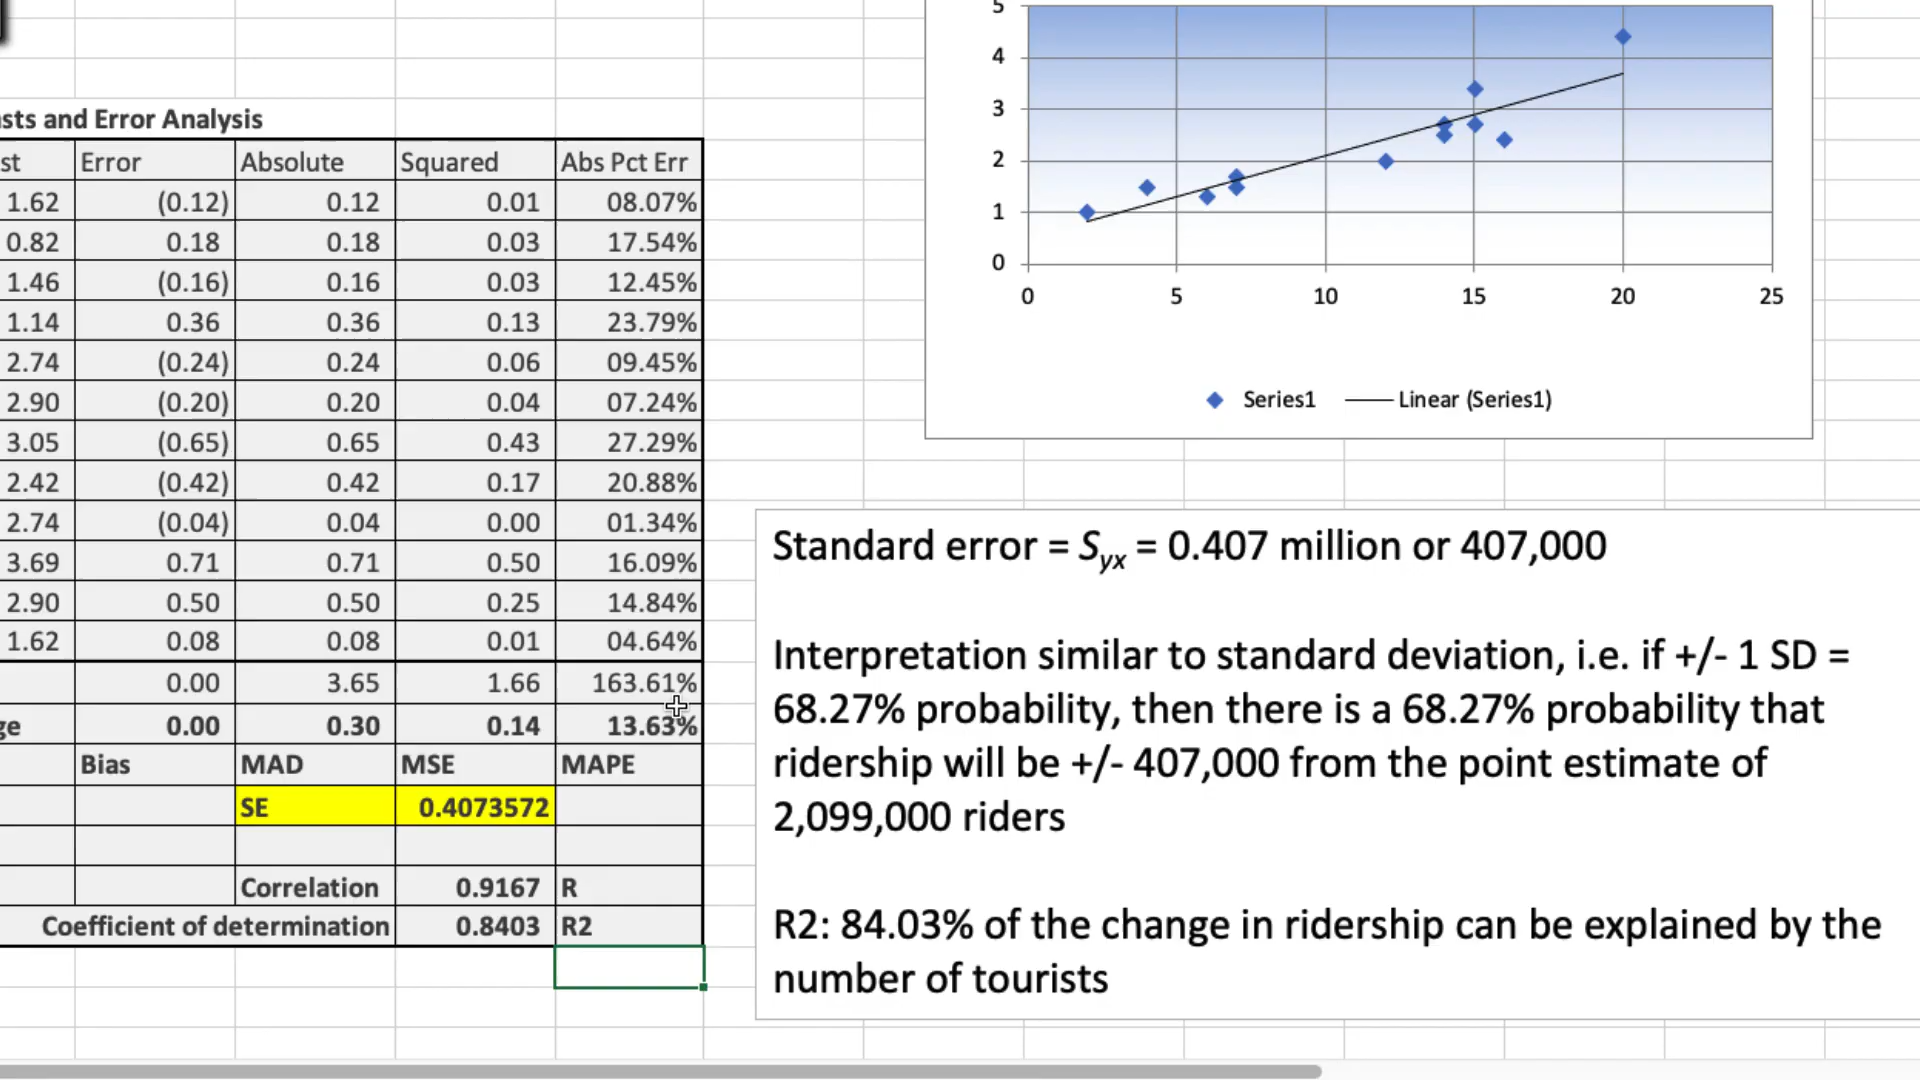 5
4
3
2
1
0
0 5 10 15 20 25
Series1 Linear (Series1)
sts and Error Analysis
st Error Absolute Squared Abs Pct Err
1.62 (0.12) 0.12 0.01 08.07%
0.82 0.18 0.18 0.03 17.54%
1.46 (0.16) 0.16 0.03 12.45%
1.14 0.36 0.36 0.13 23.79%
2.74 (0.24) 0.24 0.06 09.45%
2.90 (0.20) 0.20 0.04 07.24%
3.05 (0.65) 0.65 0.43 27.29%
2.42 (0.42) 0.42 0.17 20.88%
2.74 (0.04) 0.04 0.00 01.34%
3.69 0.71 0.71 0.50 16.09%
2.90 0.50 0.50 0.25 14.84%
1.62 0.08 0.08 0.01 04.64%
0.00 3.65 1.66 163.61%
ge 0.00 0.30 0.14 13.63%
Bias MAD MSE MAPE
SE 0.4073572
Correlation 0.9167 R
Coefficient of determination 0.8403 R2
Standard error = Syx = 0.407 million or 407,000
Interpretation similar to standard deviation, i.e. if +/- 1 SD =
68.27% probability, then there is a 68.27% probability that
ridership will be +/- 407,000 from the point estimate of
2,099,000 riders
R2: 84.03% of the change in ridership can be explained by the
number of tourists